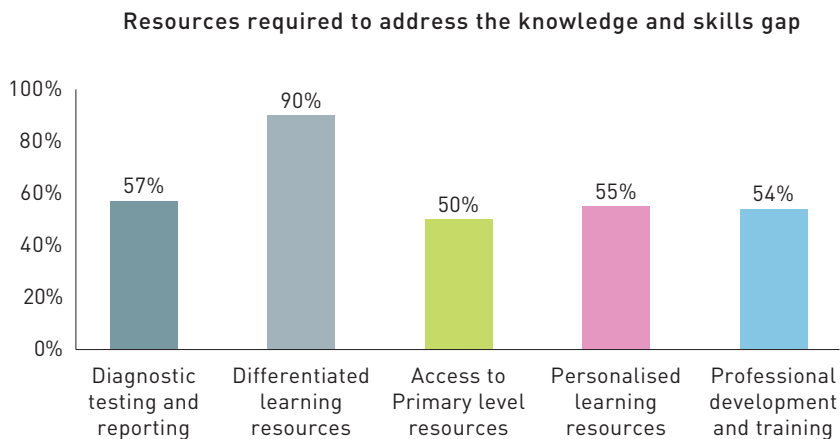 Resources required to address the knowledge and skills gap
100%
80%
60%
40%
20%
0%
57%
90%
50%
55%
54%
Diagnostic
testing and
reporting
Differentiated
learning
resources
Access to
Primary level
resources
Personalised
learning
resources
Professional
development
and training